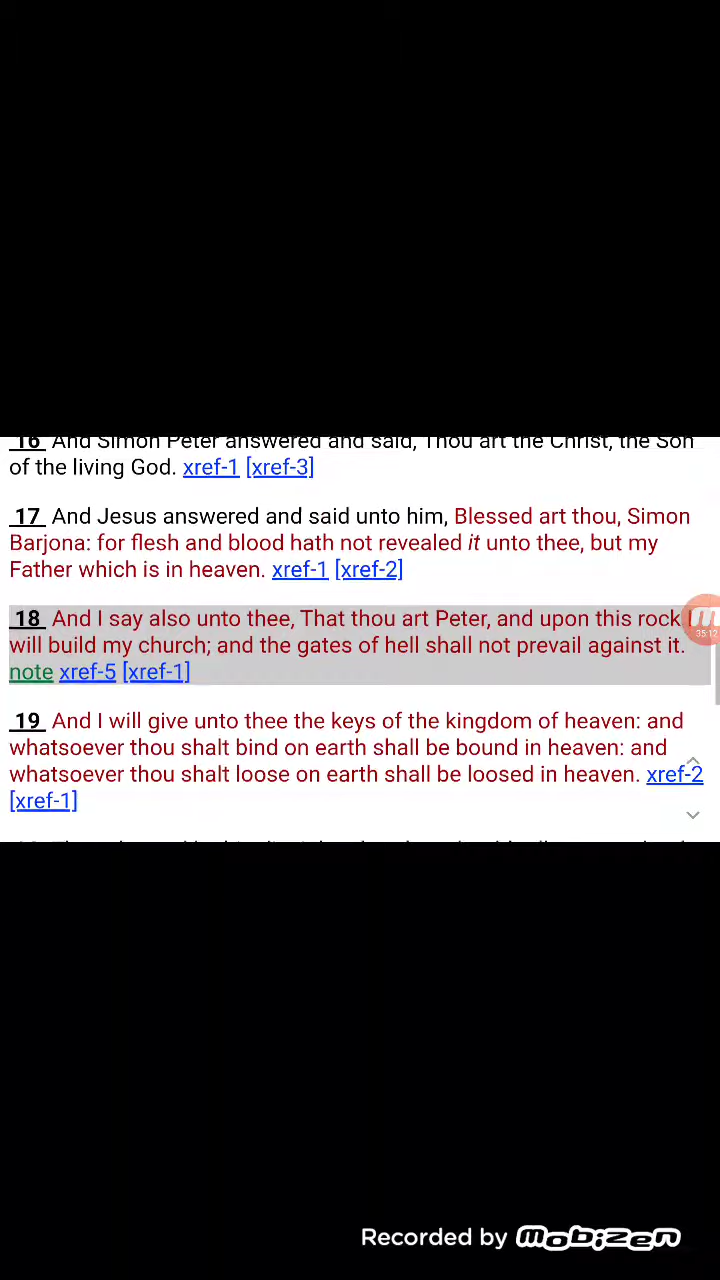 16 And Simon Peter answered and said, Thou art the Christ, the Son
of the living God. xref-1 [xref-3]
17 And Jesus answered and said unto him, Blessed art thou, Simon
Barjona: for flesh and blood hath not revealed it unto thee, but my
Father which is in heaven. xref-1 [xref-2]
18 And I say also unto thee, That thou art Peter, and upon this rock I
will build my church; and the gates of hell shall not prevail against it.
note xref-5 [xref-1]
35:12
19 And I will give unto thee the keys of the kingdom of heaven: and
whatsoever thou shalt bind on earth shall be bound in heaven: and
whatsoever thou shalt loose on earth shall be loosed in heaven. xref-2
[xref-1]
Recorded by mobizen